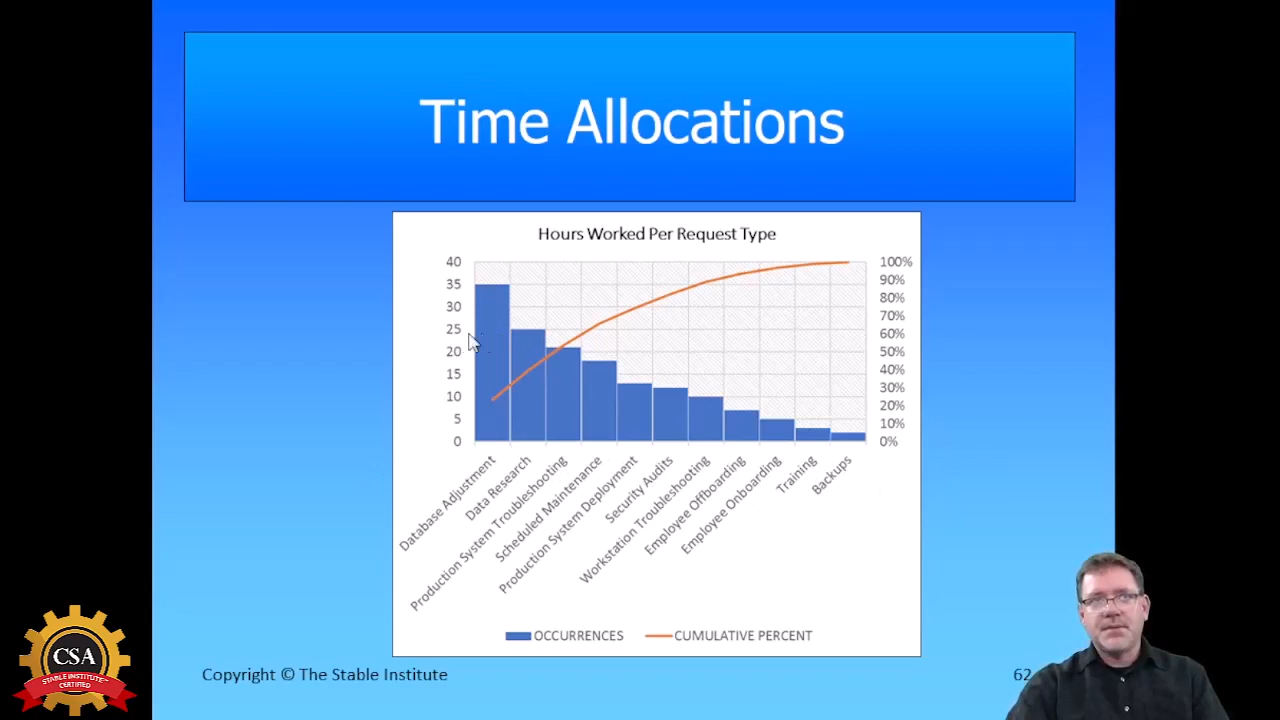 Time Allocations
Hours Worked Per Request Type
40
35
30
25
20
15
10
5
0
100%
90%
80%
70%
60%
50%
40%
30%
20%
10%
0%
Database Adjustment
Data Research
Production System Troubleshooting
Scheduled Maintenance
Production System Deployment
Security Audits
Workstation Troubleshooting
Employee Offboarding
Employee Onboarding
Training
Backups
OCCURRENCES
CUMULATIVE PERCENT
CSA
STABLE INSTITUTE™
CERTIFIED
Copyright © The Stable Institute
62